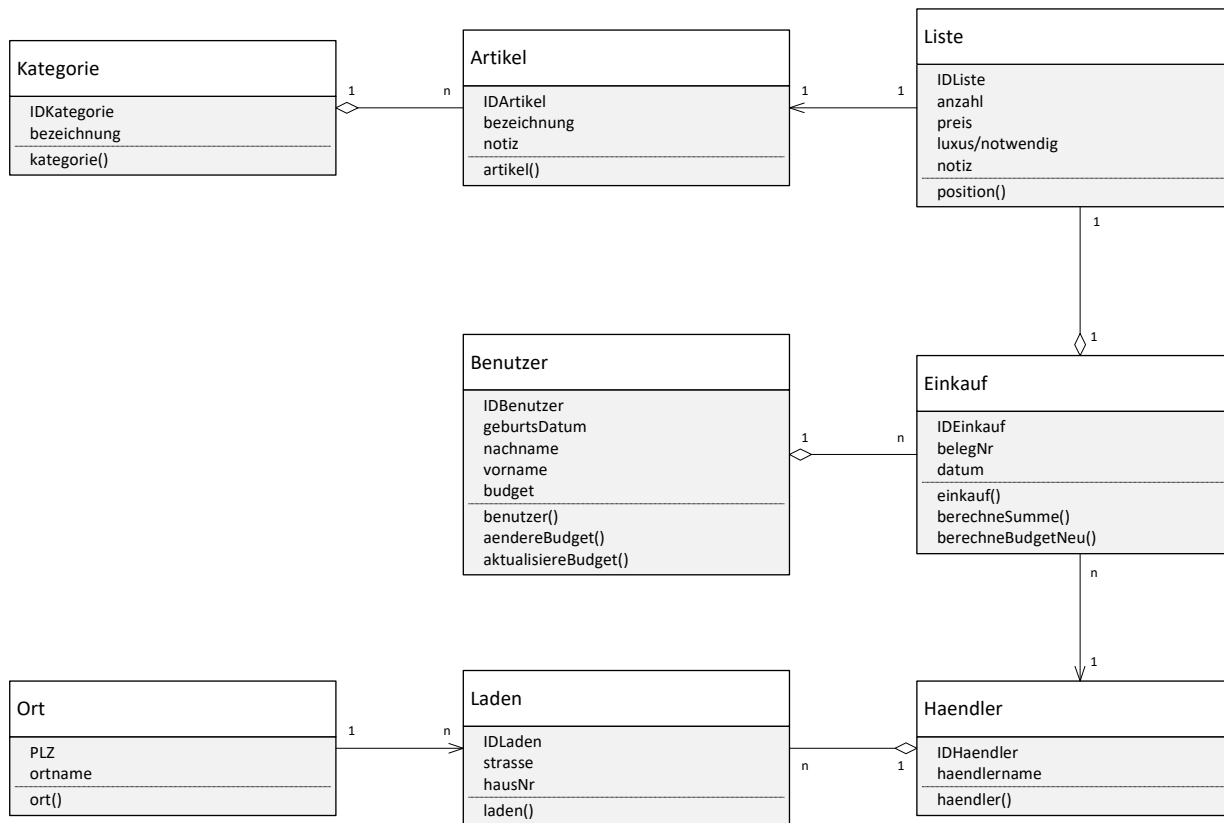 Kategorie
IDKategorie
bezeichnung
kategorie()
1
n
Artikel
IDArtikel
bezeichnung
notiz
artikel()
1
1
Liste
IDListe
anzahl
preis
luxus/notwendig
notiz
position()
1
1
Benutzer
IDBenutzer
geburtsDatum
nachname
vorname
budget
benutzer()
aendereBudget()
aktualisiereBudget()
1
n
Einkauf
IDEinkauf
belegNr
datum
einkauf()
berechneSumme()
berechneBudgetNeu()
n
1
Ort
PLZ
ortname
ort()
1
n
Laden
IDLaden
strasse
hausNr
laden()
n
1
Haendler
IDHaendler
haendlername
haendler()